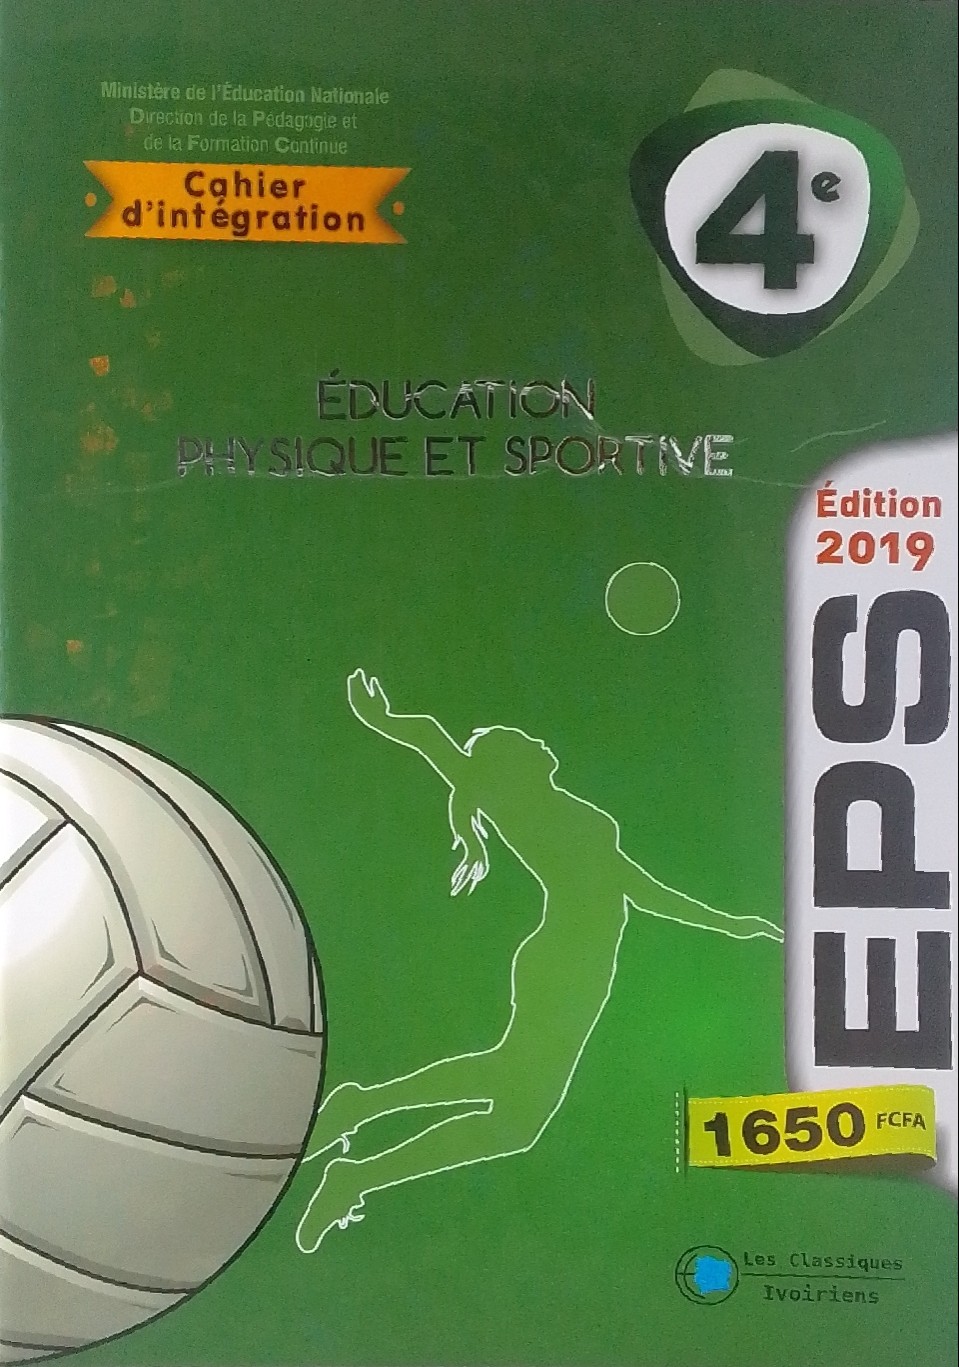 Ministère de l'Éducation Nationale
Direction de la Pédagogie et
de la Formation Continue
Cahier
d'intégration
4e
ÉDUCATION
PHYSIQUE ET SPORTIVE
Édition
2019
EPS
1650 FCFA
Les Classiques
Ivoiriens